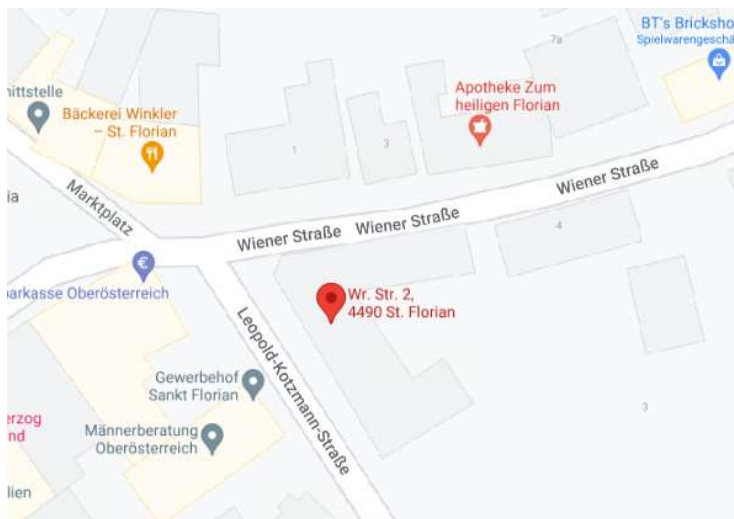 BT's Bricksho
Spielwarengeschä
7a
nittstelle
Bäckerei Winkler
– St. Florian
Apotheke Zum
heiligen Florian
1
3
ia
Marktplatz
Wiener Straße
Wiener Straße
Wiener Straße
4
€
parkasse Oberösterreich
Wr. Str. 2,
4490 St. Florian
Leopold-Kotzmann-Straße
Gewerbehof
Sankt Florian
3
erzog
nd
Männerberatung
Oberösterreich
lien